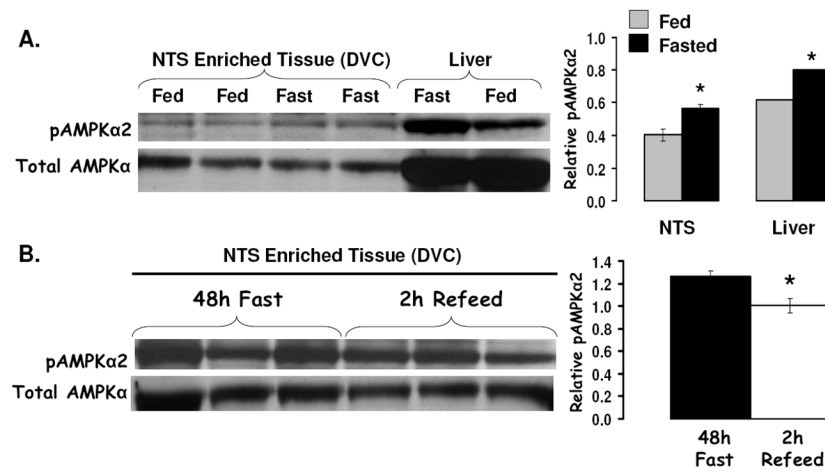 A.
NTS Enriched Tissue (DVC) Liver
Fed Fed Fast Fast Fast Fed
pAMPKα2
Total AMPKα
Fed
Fasted
Relative pAMPKα2
1.0
0.8
0.6
0.4
0.2
0.0
*
*
NTS Liver
B.
NTS Enriched Tissue (DVC)
48h Fast 2h Refeed
pAMPKα2
Total AMPKα
Relative pAMPKα2
1.4
1.2
1.0
0.8
0.6
0.4
0.2
0.0
*
48h 2h
Fast Refeed